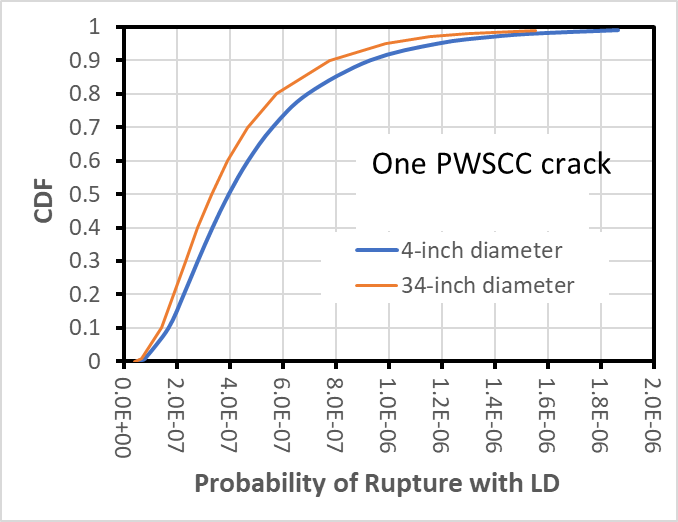 1
0.9
0.8
0.7
0.6
0.5
0.4
0.3
0.2
0.1
0
CDF
One PWSCC crack
4-inch diameter
34-inch diameter
0.0E+00
2.0E-07
4.0E-07
6.0E-07
8.0E-07
1.0E-06
1.2E-06
1.4E-06
1.6E-06
1.8E-06
2.0E-06
Probability of Rupture with LD